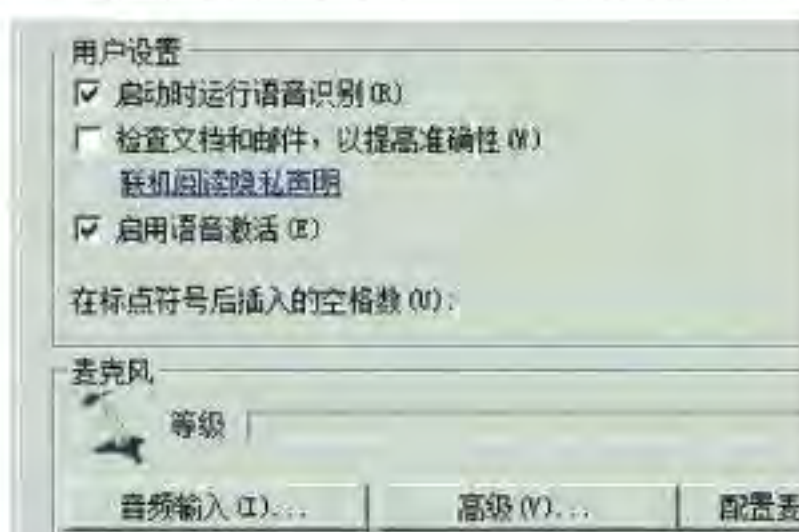 用户设置
启动时运行语音识别(R)
检查文档和邮件，以提高准确性(W)
联机阅读隐私声明
启用语音激活(E)
在标点符号后插入的空格数(U):
麦克风
等级
音频输入(I)... 高级(V)... 配置麦